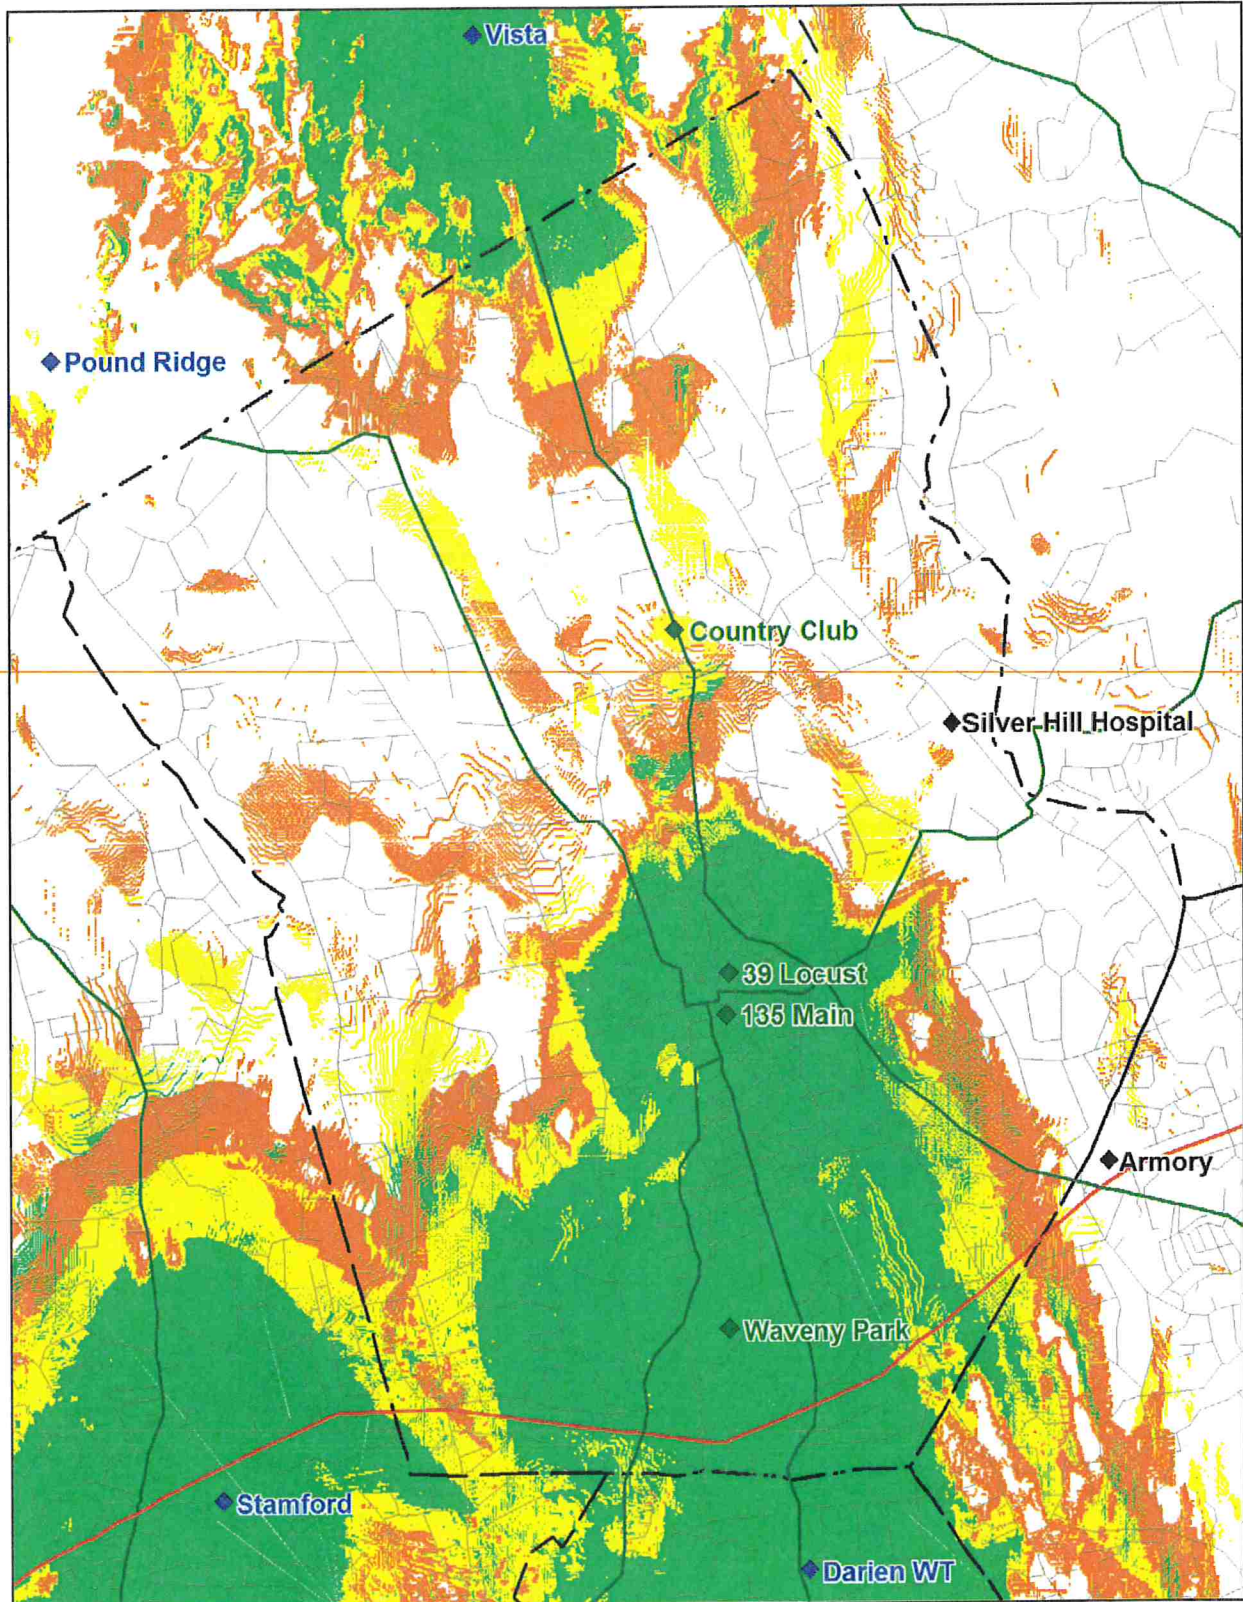 Vista
Pound Ridge
Country Club
Silver Hill Hospital
39 Locust
135 Main
Armory
Waveny Park
Stamford
Darien WT